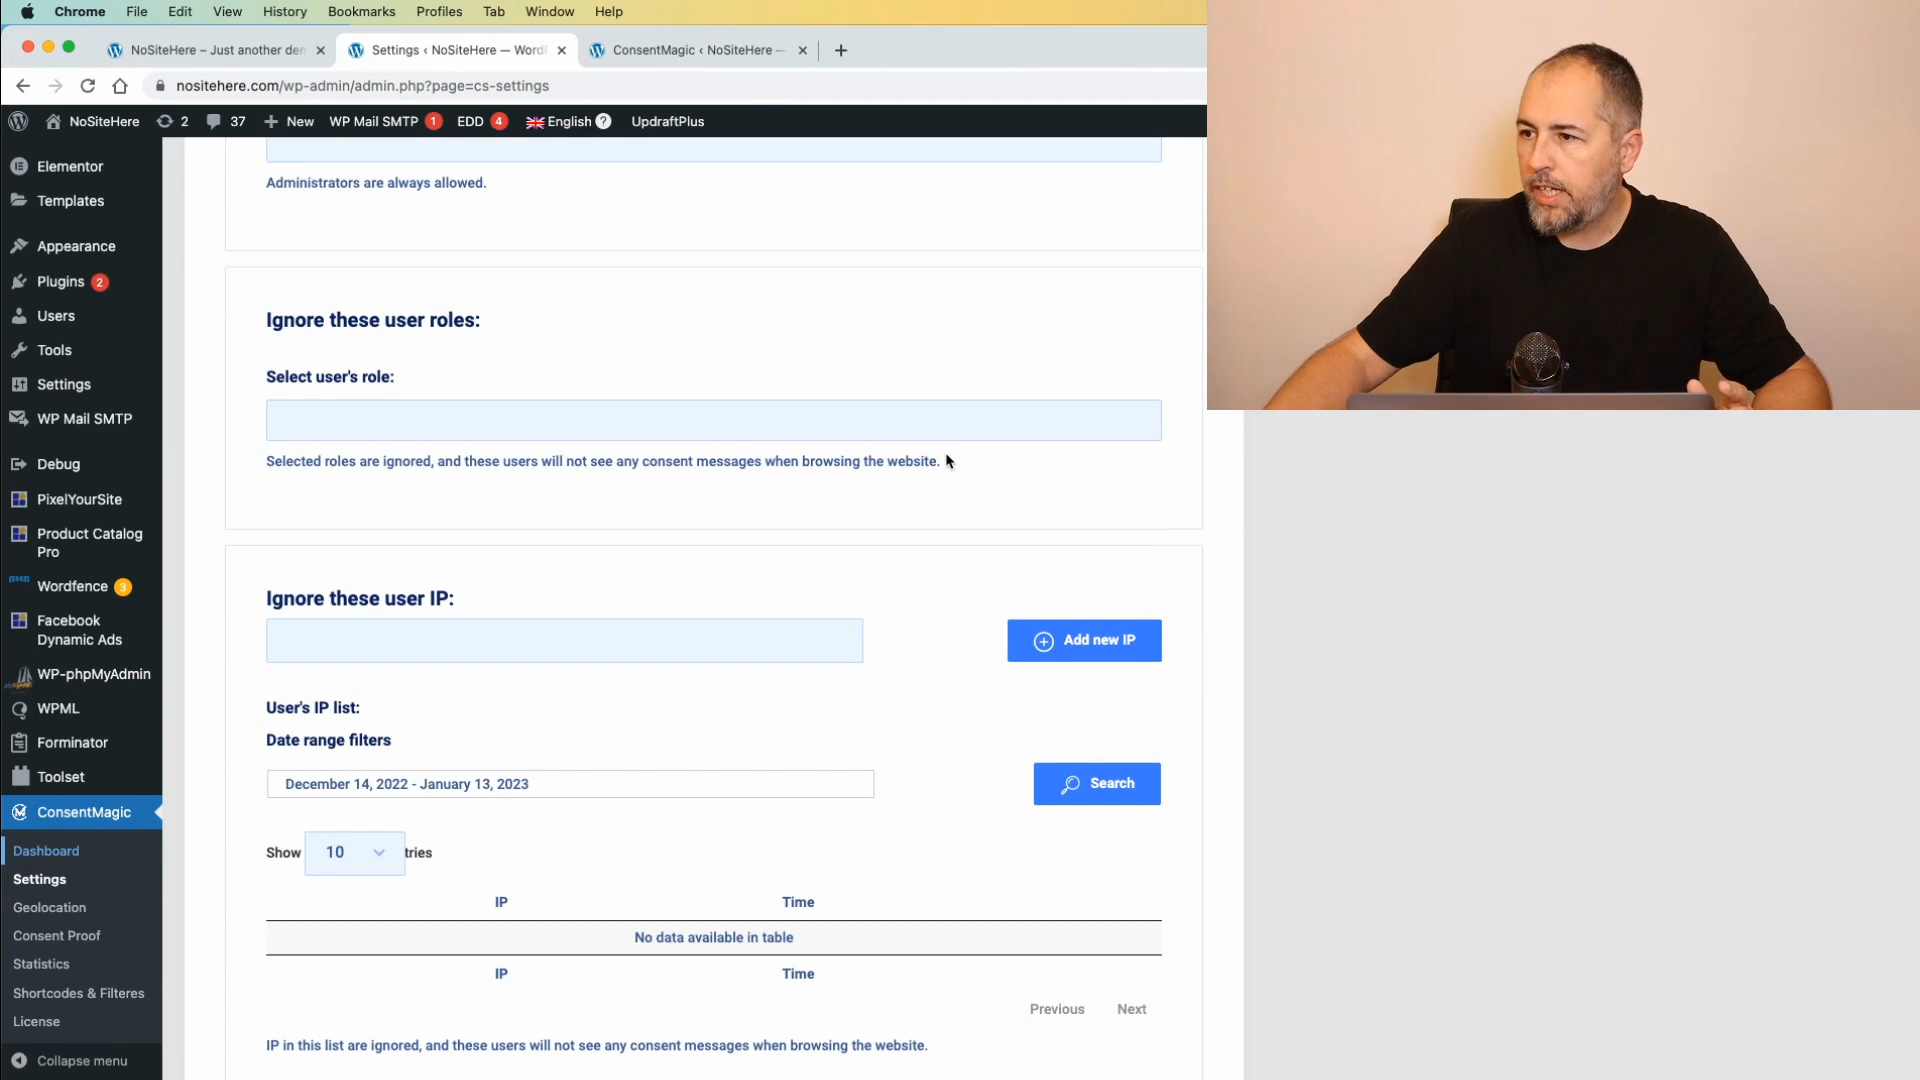 Chrome File Edit View History Bookmarks Profiles Tab Window Help
NoSiteHere – Just another den
Settings ‹ NoSiteHere — WordP
ConsentMagic ‹ NoSiteHere —
nositehere.com/wp-admin/admin.php?page=cs-settings
NoSiteHere 2 37 New WP Mail SMTP 1 EDD 4 English ? UpdraftPlus
Elementor
Templates
Appearance
Plugins 2
Users
Tools
Settings
WP Mail SMTP
Debug
PixelYourSite
Product Catalog
Pro
Wordfence 3
Facebook
Dynamic Ads
WP-phpMyAdmin
WPML
Forminator
Toolset
ConsentMagic
Dashboard
Settings
Geolocation
Consent Proof
Statistics
Shortcodes & Filteres
License
Collapse menu
Administrators are always allowed.
Ignore these user roles:
Select user's role:
Selected roles are ignored, and these users will not see any consent messages when browsing the website.
Ignore these user IP:
Add new IP
User's IP list:
Date range filters
December 14, 2022 - January 13, 2023
Search
Show 10 tries
IP Time
No data available in table
IP Time
Previous Next
IP in this list are ignored, and these users will not see any consent messages when browsing the website.